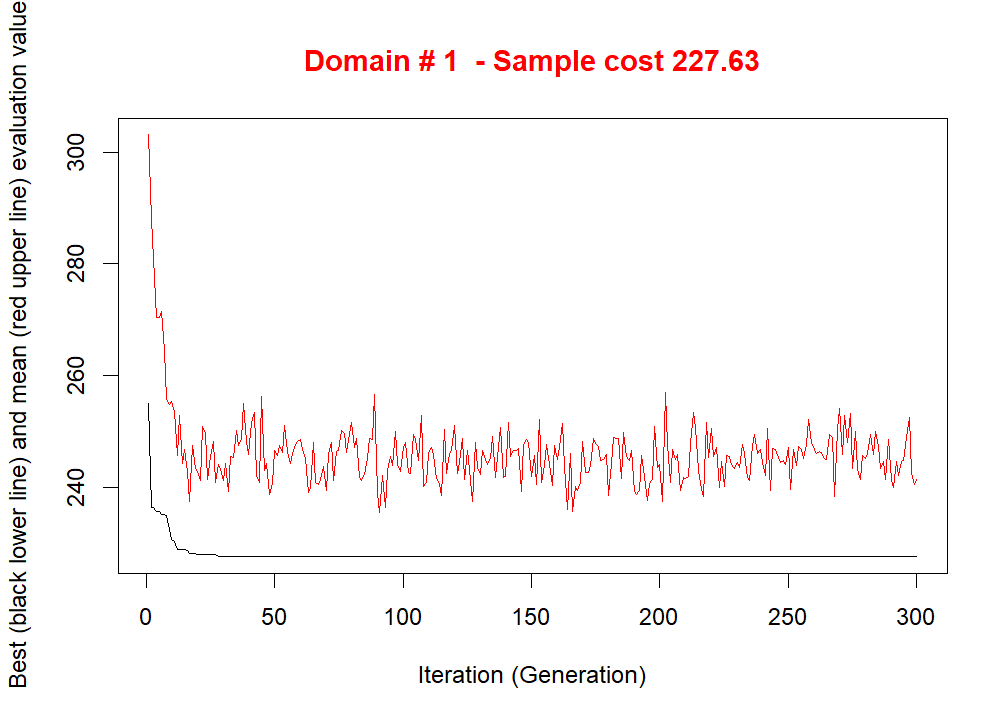 Domain # 1  - Sample cost 227.63
Best (black lower line) and mean (red upper line) evaluation value
300
280
260
240
0 50 100 150 200 250 300
Iteration (Generation)